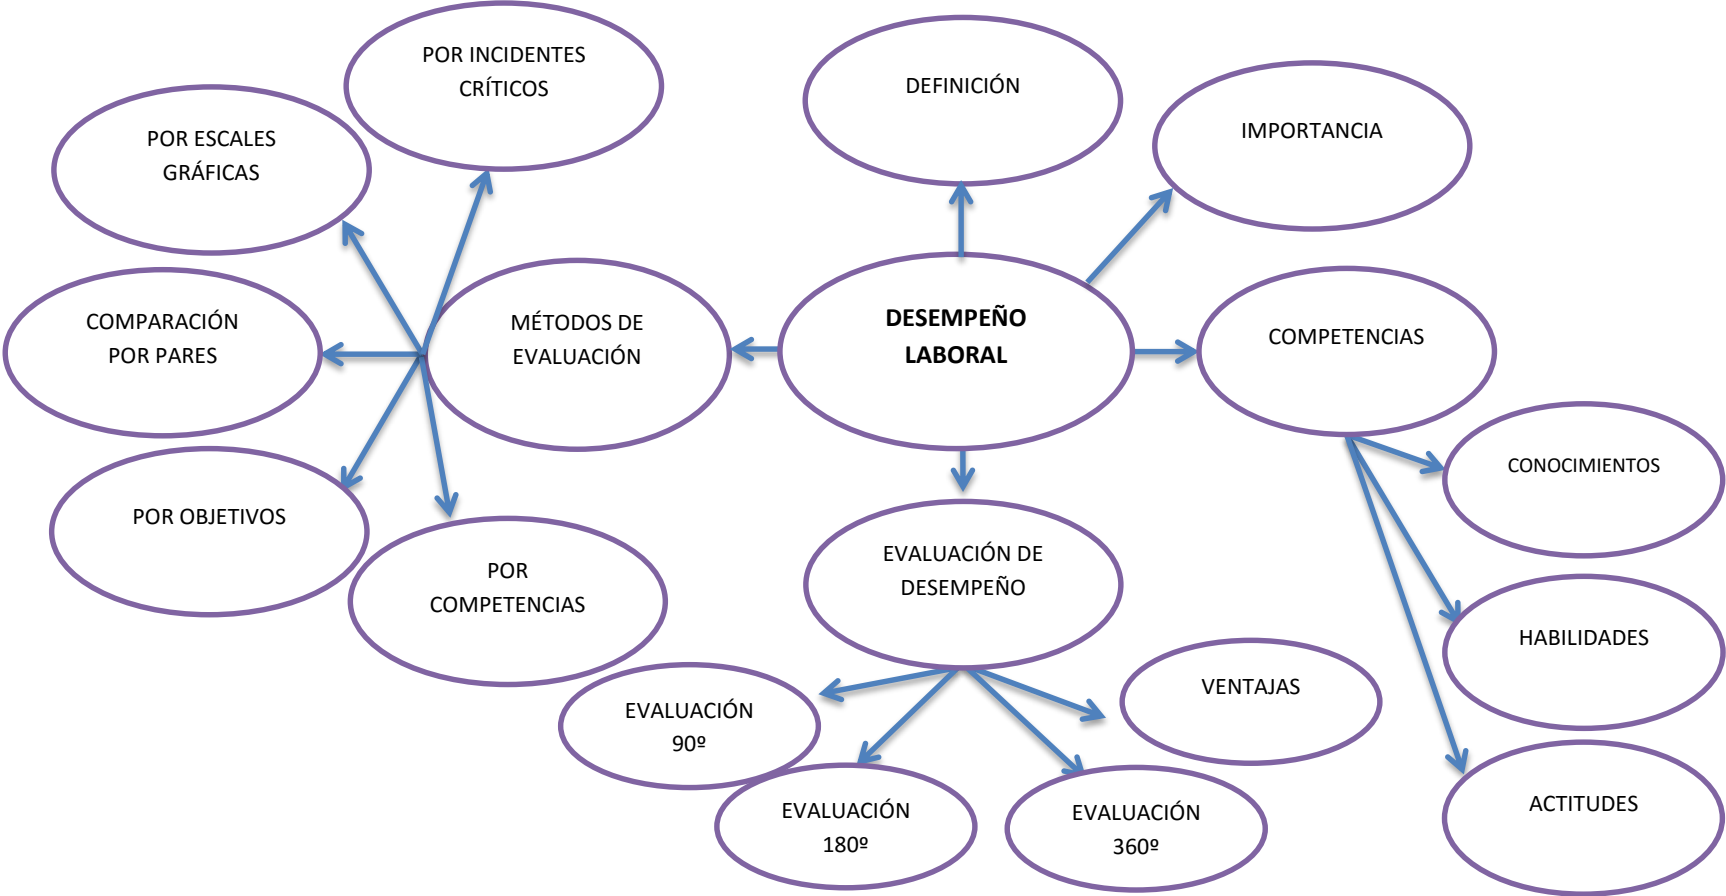 POR INCIDENTES
CRÍTICOS
DEFINICIÓN
IMPORTANCIA
POR ESCALES
GRÁFICAS
COMPARACIÓN
POR PARES
MÉTODOS DE
EVALUACIÓN
DESEMPEÑO
LABORAL
COMPETENCIAS
CONOCIMIENTOS
POR OBJETIVOS
POR
COMPETENCIAS
EVALUACIÓN DE
DESEMPEÑO
HABILIDADES
VENTAJAS
EVALUACIÓN
90º
EVALUACIÓN
180º
EVALUACIÓN
360º
ACTITUDES